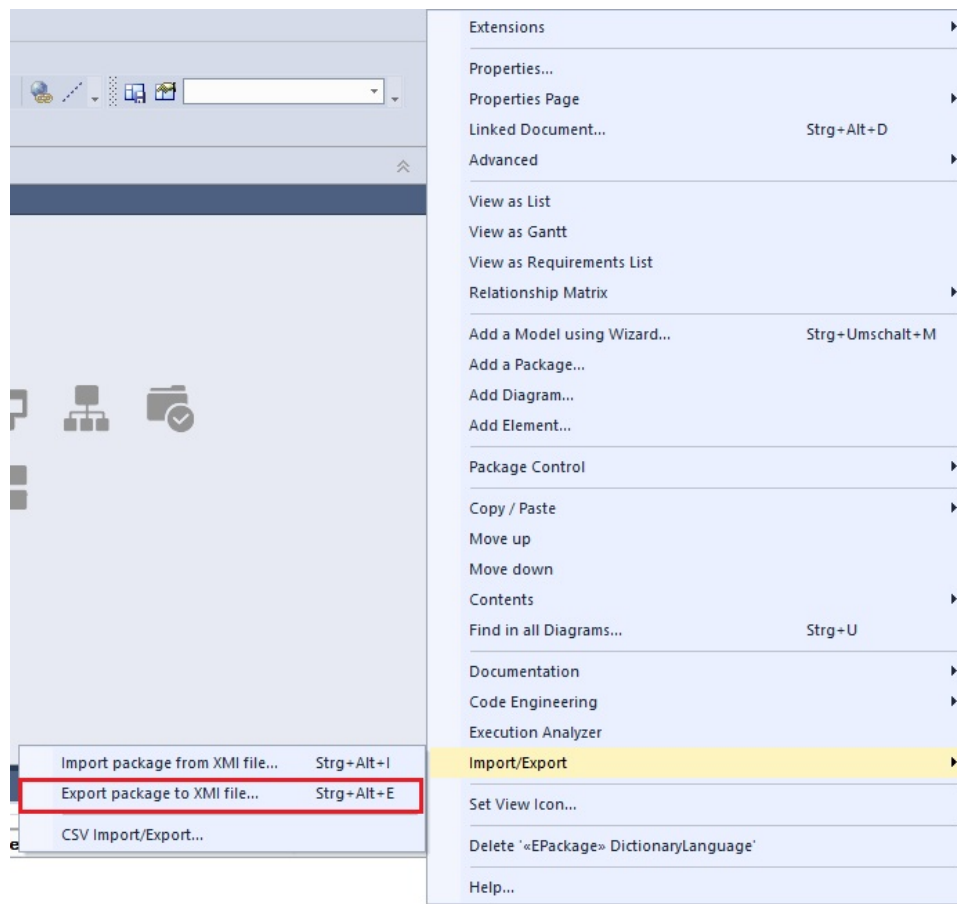 Extensions
Properties...
Properties Page
Linked Document... Strg+Alt+D
Advanced
View as List
View as Gantt
View as Requirements List
Relationship Matrix
Add a Model using Wizard... Strg+Umschalt+M
Add a Package...
Add Diagram...
Add Element...
Package Control
Copy / Paste
Move up
Move down
Contents
Find in all Diagrams... Strg+U
Documentation
Code Engineering
Execution Analyzer
Import/Export
Set View Icon...
Delete '«EPackage» DictionaryLanguage'
Help...
Import package from XMI file... Strg+Alt+I
Export package to XMI file... Strg+Alt+E
CSV Import/Export...
e